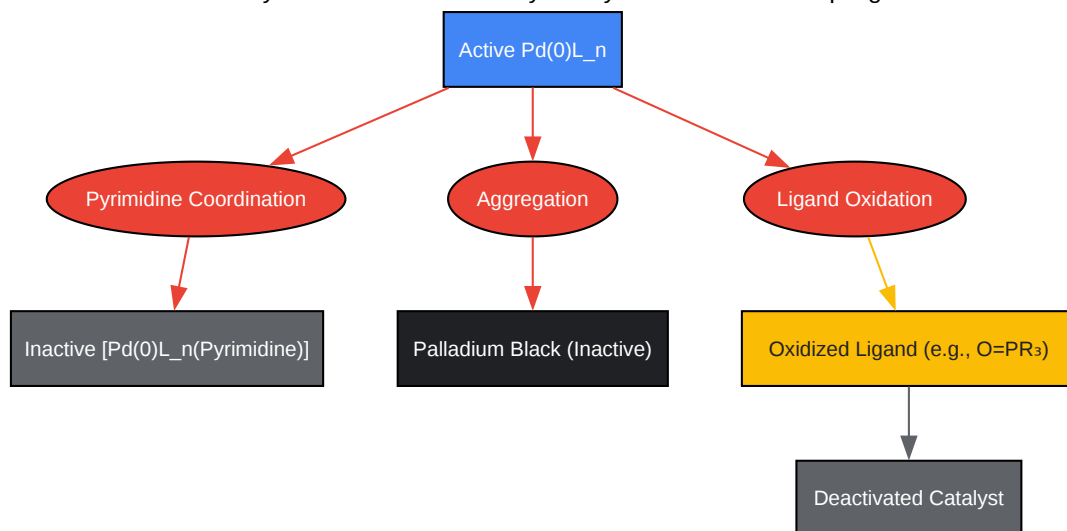 Active Pd(0)L_n
Pyrimidine Coordination
Aggregation
Ligand Oxidation
Inactive [Pd(0)L_n(Pyrimidine)]
Palladium Black (Inactive)
Oxidized Ligand (e.g., O=PR₃)
Deactivated Catalyst